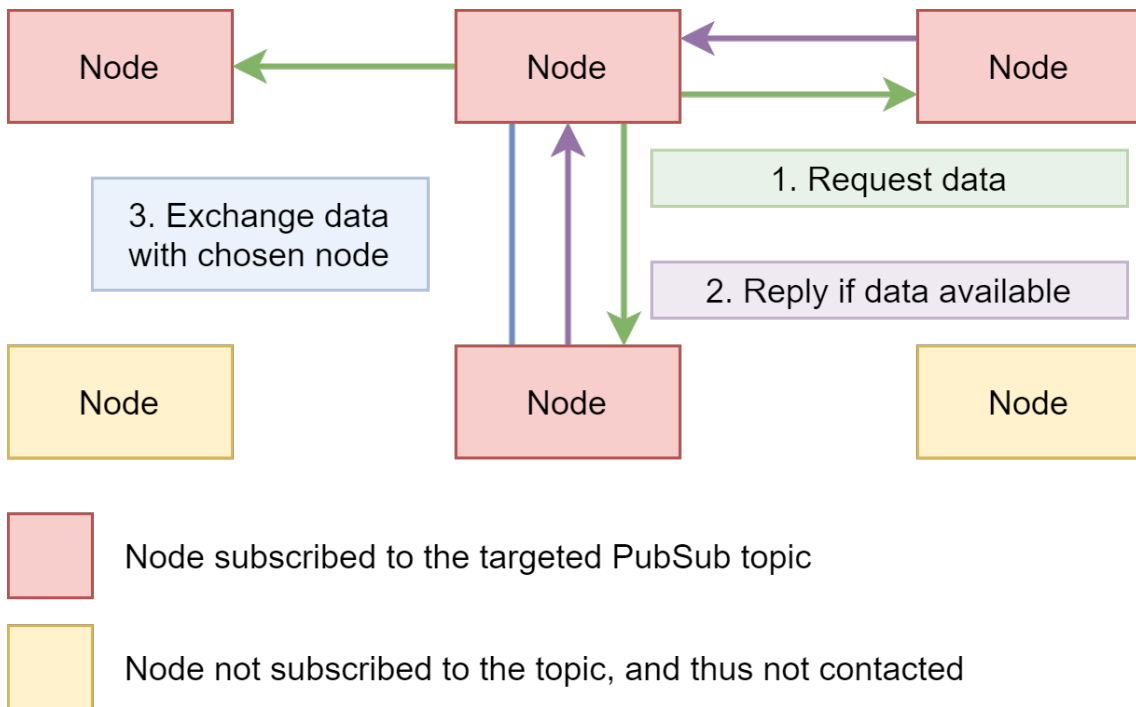 Node
Node
Node
1. Request data
3. Exchange data
with chosen node
2. Reply if data available
Node
Node
Node
Node subscribed to the targeted PubSub topic
Node not subscribed to the topic, and thus not contacted